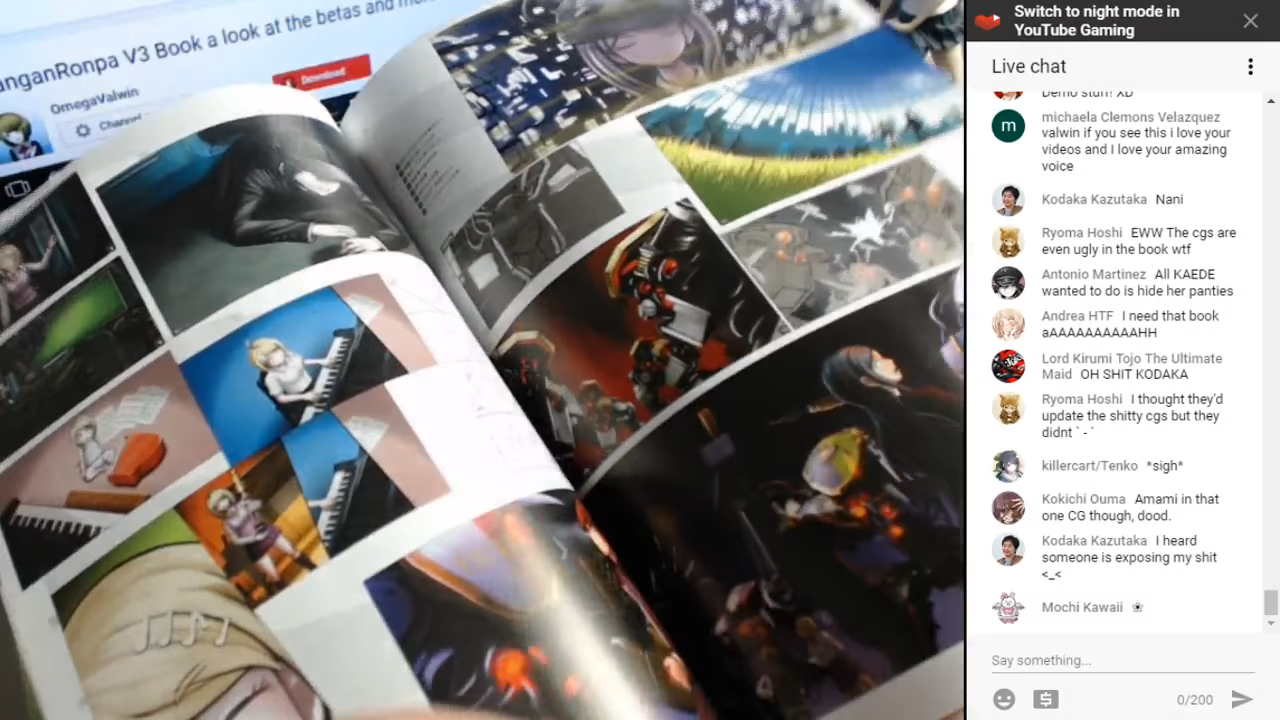 anganRonpa V3 Book a look at the betas and mor
OmegaValwin
Channel
Download
Switch to night mode in
YouTube Gaming
Live chat
Demo stuff! XD
m
michaela Clemons Velazquez
valwin if you see this i love your
videos and I love your amazing
voice
Kodaka Kazutaka Nani
Ryoma Hoshi EWW The cgs are
even ugly in the book wtf
Antonio Martinez All KAEDE
wanted to do is hide her panties
Andrea HTF I need that book
aAAAAAAAAAAHH
Lord Kirumi Tojo The Ultimate
Maid OH SHIT KODAKA
Ryoma Hoshi I thought they'd
update the shitty cgs but they
didnt ` - `
killercart/Tenko *sigh*
Kokichi Ouma Amami in that
one CG though, dood.
Kodaka Kazutaka I heard
someone is exposing my shit
<_<
Mochi Kawaii
Say something...
0/200